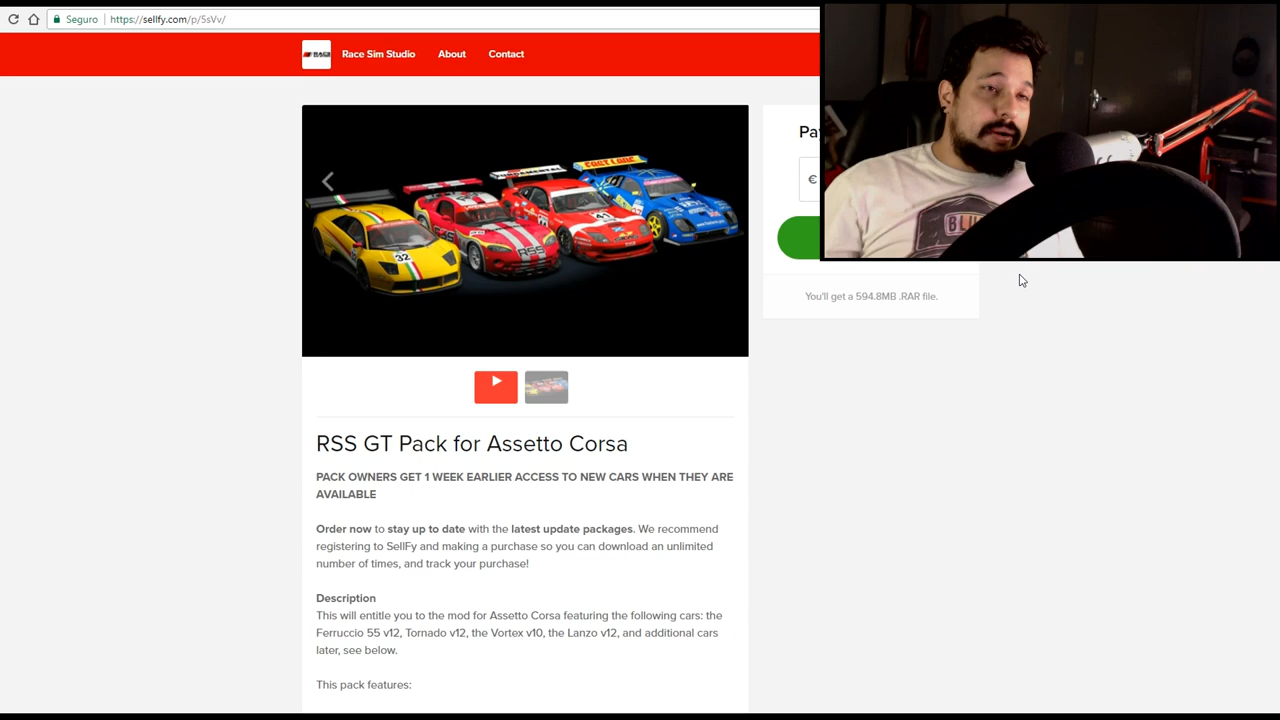 Seguro https://sellfy.com/p/5sVv/
Race Sim Studio About Contact
€
You'll get a 594.8MB .RAR file.
32
RSS
FAST LANE
RSS GT Pack for Assetto Corsa
PACK OWNERS GET 1 WEEK EARLIER ACCESS TO NEW CARS WHEN THEY ARE
AVAILABLE
Order now to stay up to date with the latest update packages. We recommend
registering to SellFy and making a purchase so you can download an unlimited
number of times, and track your purchase!
Description
This will entitle you to the mod for Assetto Corsa featuring the following cars: the
Ferruccio 55 v12, Tornado v12, the Vortex v10, the Lanzo v12, and additional cars
later, see below.
This pack features: